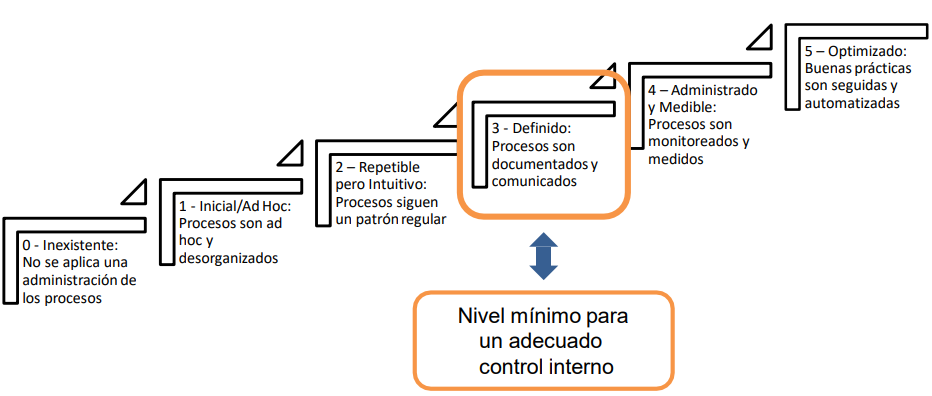 0 - Inexistente:
No se aplica una
administración de
los procesos
1 - Inicial/Ad Hoc:
Procesos son ad
hoc y
desorganizados
2 – Repetible
pero Intuitivo:
Procesos siguen
un patrón regular
3 - Definido:
Procesos son
documentados y
comunicados
4 – Administrado
y Medible:
Procesos son
monitoreados y
medidos
5 – Optimizado:
Buenas prácticas
son seguidas y
automatizadas
Nivel mínimo para
un adecuado
control interno